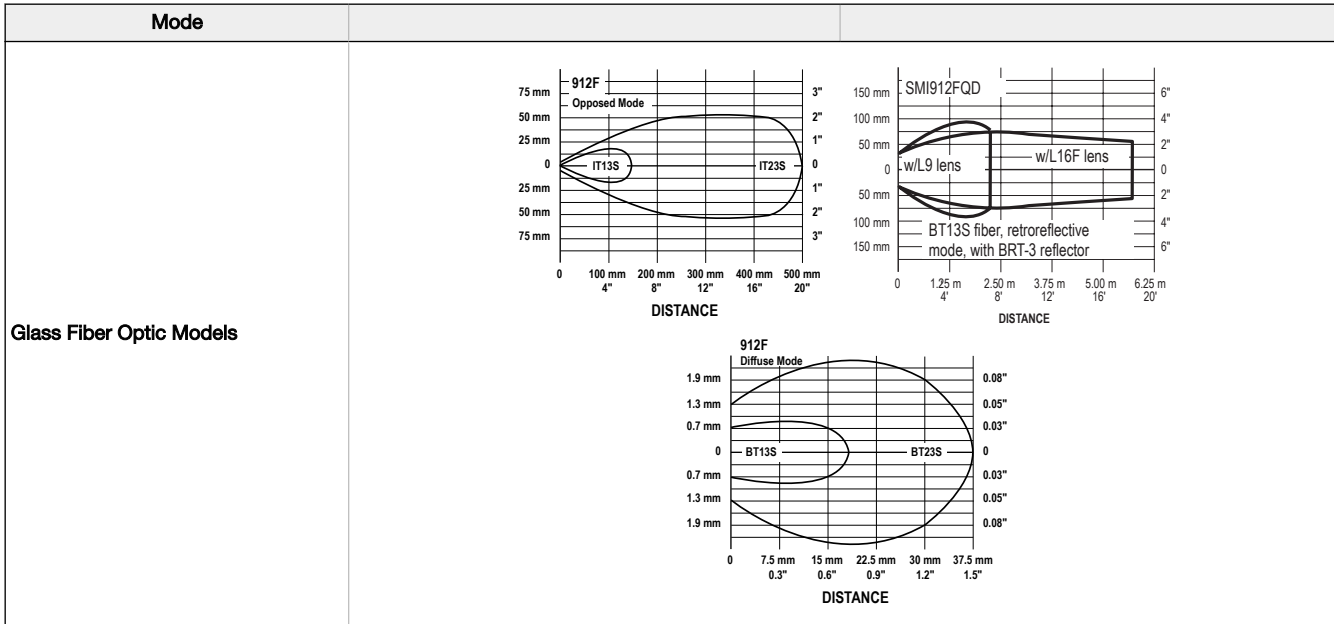 Mode
Glass Fiber Optic Models
912F
Opposed Mode
75 mm
50 mm
25 mm
0
25 mm
50 mm
75 mm
3"
2"
1"
0
1"
2"
3"
IT13S
IT23S
0 100 mm 200 mm 300 mm 400 mm 500 mm
4" 8" 12" 16" 20"
DISTANCE
SMI912FQD
150 mm
100 mm
50 mm
0
50 mm
100 mm
150 mm
6"
4"
2"
0
2"
4"
6"
w/L9 lens
w/L16F lens
BT13S fiber, retroreflective
mode, with BRT-3 reflector
0 1.25 m 2.50 m 3.75 m 5.00 m 6.25 m
4' 8' 12' 16' 20'
DISTANCE
912F
Diffuse Mode
1.9 mm
1.3 mm
0.7 mm
0
0.7 mm
1.3 mm
1.9 mm
0.08"
0.05"
0.03"
0
0.03"
0.05"
0.08"
BT13S
BT23S
0 7.5 mm 15 mm 22.5 mm 30 mm 37.5 mm
0.3" 0.6" 0.9" 1.2" 1.5"
DISTANCE